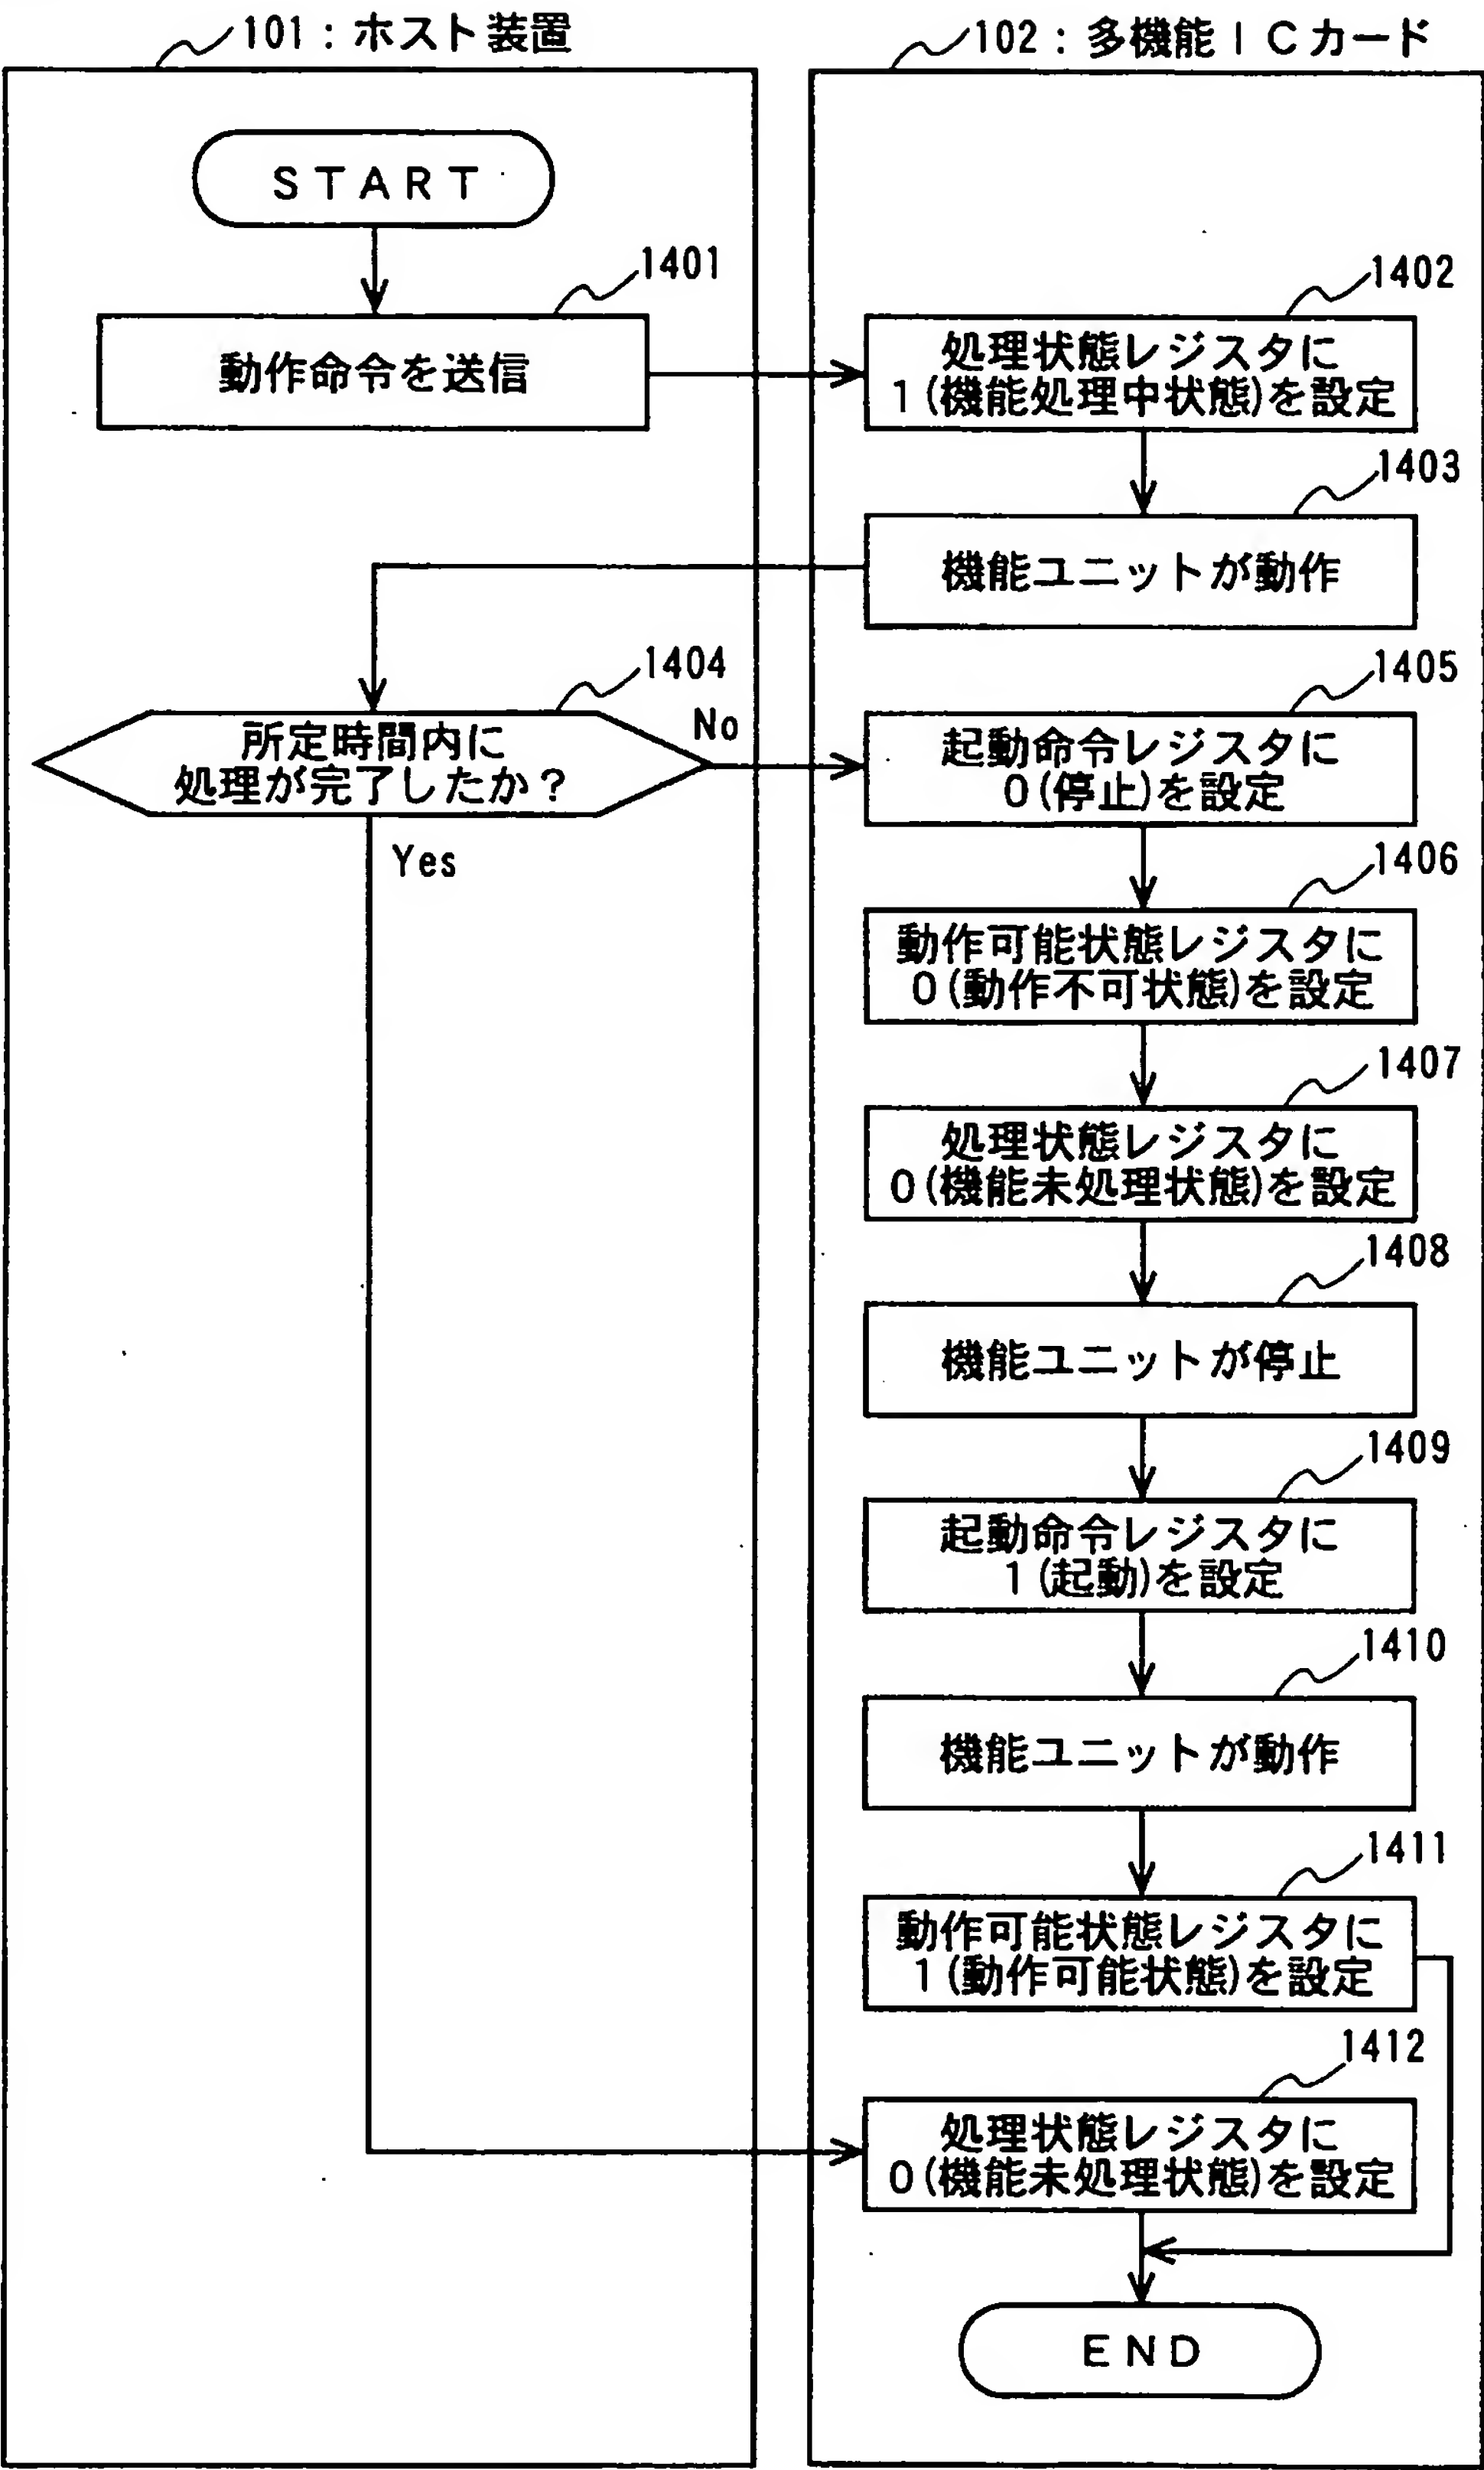 101：ホスト装置
102：多機能ICカード
START
1401
動作命令を送信
1402
処理状態レジスタに
1(機能処理中状態)を設定
1403
機能ユニットが動作
1404
所定時間内に
処理が完了したか？
No
Yes
1405
起動命令レジスタに
0(停止)を設定
1406
動作可能状態レジスタに
0(動作不可状態)を設定
1407
処理状態レジスタに
0(機能未処理状態)を設定
1408
機能ユニットが停止
1409
起動命令レジスタに
1(起動)を設定
1410
機能ユニットが動作
1411
動作可能状態レジスタに
1(動作可能状態)を設定
1412
処理状態レジスタに
0(機能未処理状態)を設定
END